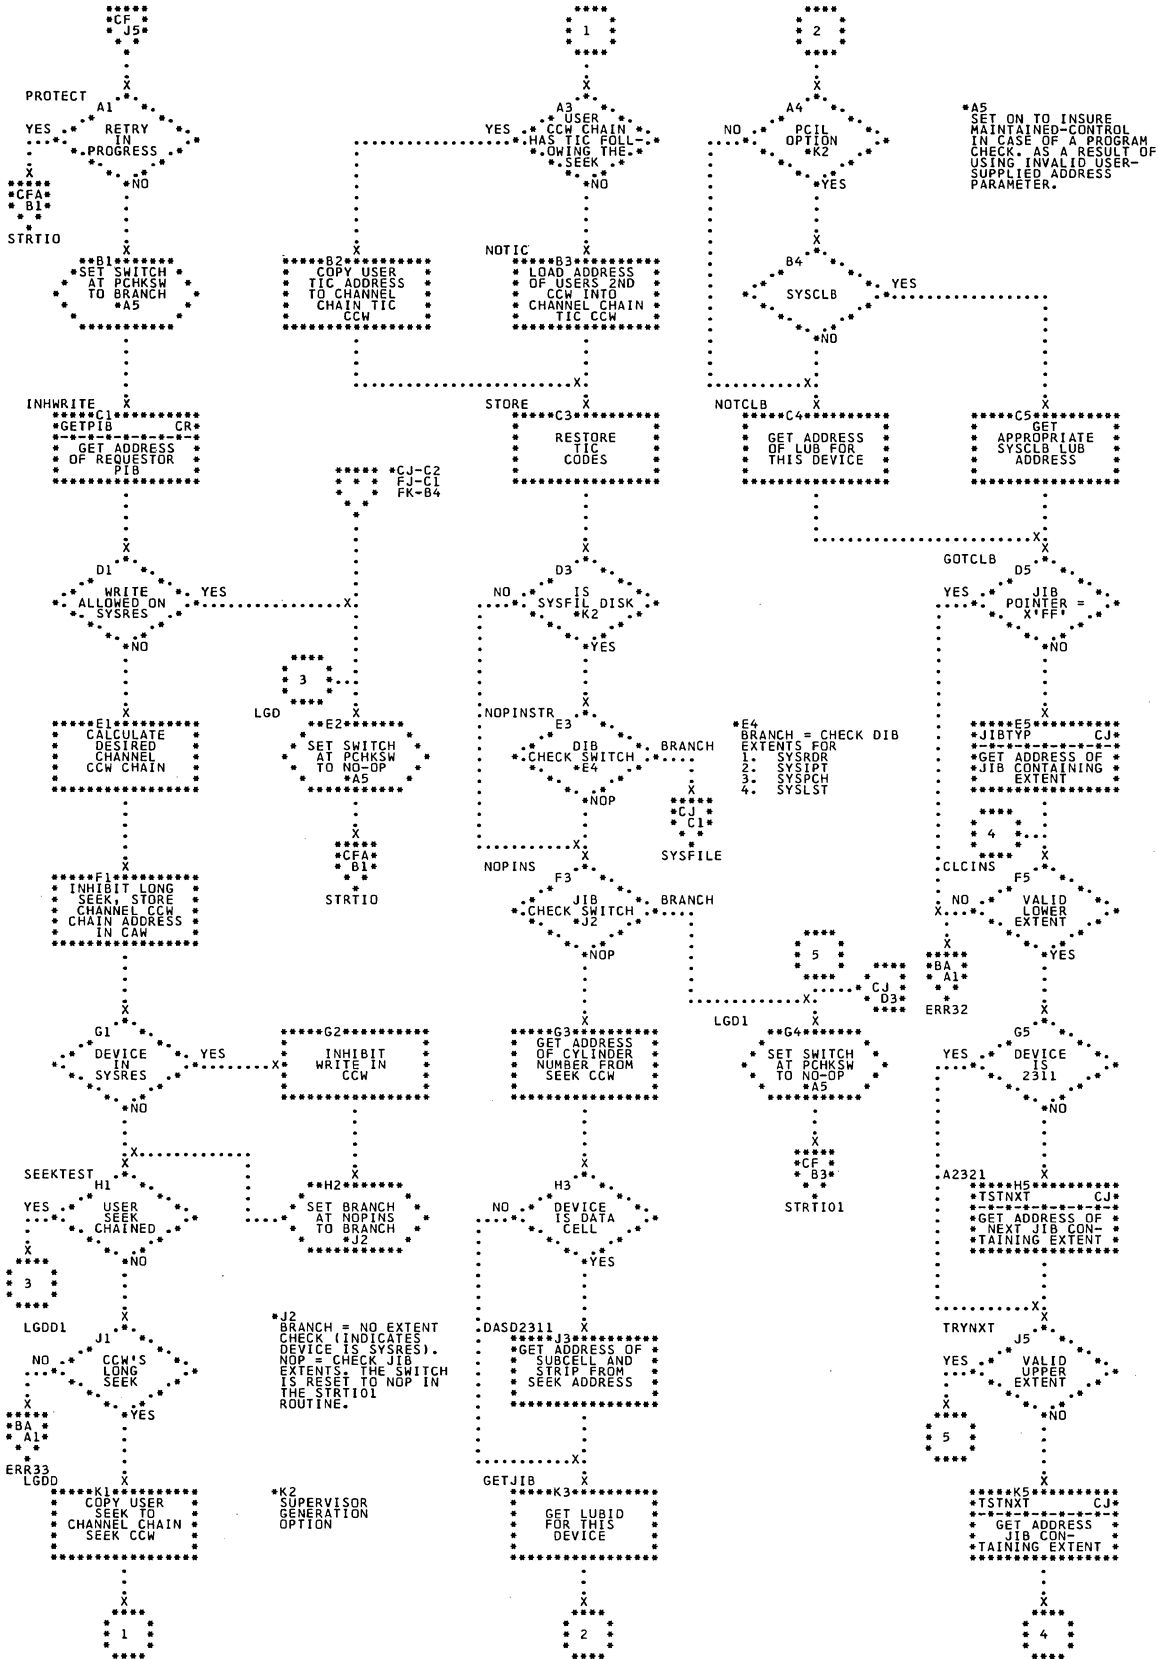 CF
J5
PROTECT
A1
RETRY
IN
PROGRESS
YES
NO
CFA
B1
STRTIO
B1
SET SWITCH
AT PCHKSW
TO BRANCH
*A5
INHWRITE
C1
GETPIB CR
GET ADDRESS
OF REQUESTOR
PIB
D1
WRITE
ALLOWED ON
SYSRES
YES
NO
E1
CALCULATE
DESIRED
CHANNEL
CCW CHAIN
F1
INHIBIT LONG
SEEK, STORE
CHANNEL CCW
CHAIN ADDRESS
IN CAW
G1
DEVICE
IN
SYSRES
YES
NO
SEEKTEST
H1
USER
SEEK
CHAINED
YES
NO
3
LGDD1
J1
CCW'S
LONG
SEEK
NO
YES
BA
A1
ERR33
LGDD
K1
COPY USER
SEEK TO
CHANNEL CHAIN
SEEK CCW
1
B2
COPY USER
TIC ADDRESS
TO CHANNEL
CHAIN TIC
CCW
*CJ-C2
FJ-C1
FK-B4
3
LGD
E2
SET SWITCH
AT PCHKSW
TO NO-OP
*A5
CFA
B1
STRTIO
G2
INHIBIT
WRITE IN
CCW
H2
SET BRANCH
AT NOPINS
TO BRANCH
*J2
*J2
BRANCH = NO EXTENT
CHECK (INDICATES
DEVICE IS SYSRES).
NOP = CHECK JIB
EXTENTS. THE SWITCH
IS RESET TO NOP IN
THE STRTIO1
ROUTINE.
*K2
SUPERVISOR
GENERATION
OPTION
1
A3
USER
CCW CHAIN
HAS TIC FOLL-
OWING THE
SEEK
YES
NO
NOTIC
B3
LOAD ADDRESS
OF USERS 2ND
CCW INTO
CHANNEL CHAIN
TIC CCW
STORE
C3
RESTORE
TIC
CODES
D3
IS
SYSFIL DISK
*K2
NO
YES
NOPINSTR
E3
DIB
CHECK SWITCH
*E4
BRANCH
NOP
CJ
C1
SYSFILE
NOPINS
F3
JIB
CHECK SWITCH
*J2
BRANCH
NOP
G3
GET ADDRESS
OF CYLINDER
NUMBER FROM
SEEK CCW
H3
DEVICE
IS DATA
CELL
NO
YES
DASD2311
J3
GET ADDRESS OF
SUBCELL AND
STRIP FROM
SEEK ADDRESS
GETJIB
K3
GET LUBID
FOR THIS
DEVICE
2
2
A4
PCIL
OPTION
*K2
NO
YES
B4
SYSCLB
YES
NO
NOTCLB
C4
GET ADDRESS
OF LUB FOR
THIS DEVICE
*E4
BRANCH = CHECK DIB
EXTENTS FOR
1. SYSRDR
2. SYSIPT
3. SYSPCH
4. SYSLST
5
CJ
D3
LGD1
G4
SET SWITCH
AT PCHKSW
TO NO-OP
*A5
CF
B3
STRTIO1
*A5
SET ON TO INSURE
MAINTAINED-CONTROL
IN CASE OF A PROGRAM
CHECK. AS A RESULT OF
USING INVALID USER-
SUPPLIED ADDRESS
PARAMETER.
C5
GET
APPROPRIATE
SYSCLB LUB
ADDRESS
GOTCLB
D5
JIB
POINTER =
X'FF'
YES
NO
E5
JIBTYP CJ
GET ADDRESS OF
JIB CONTAINING
EXTENT
4
CLCINS
F5
VALID
LOWER
EXTENT
NO
YES
BA
A1
ERR32
G5
DEVICE
IS
2311
YES
NO
A2321
H5
TSTNXT CJ
GET ADDRESS OF
NEXT JIB CON-
TAINING EXTENT
TRYNXT
J5
VALID
UPPER
EXTENT
YES
NO
5
K5
TSTNXT CJ
GET ADDRESS
JIB CON-
TAINING EXTENT
4